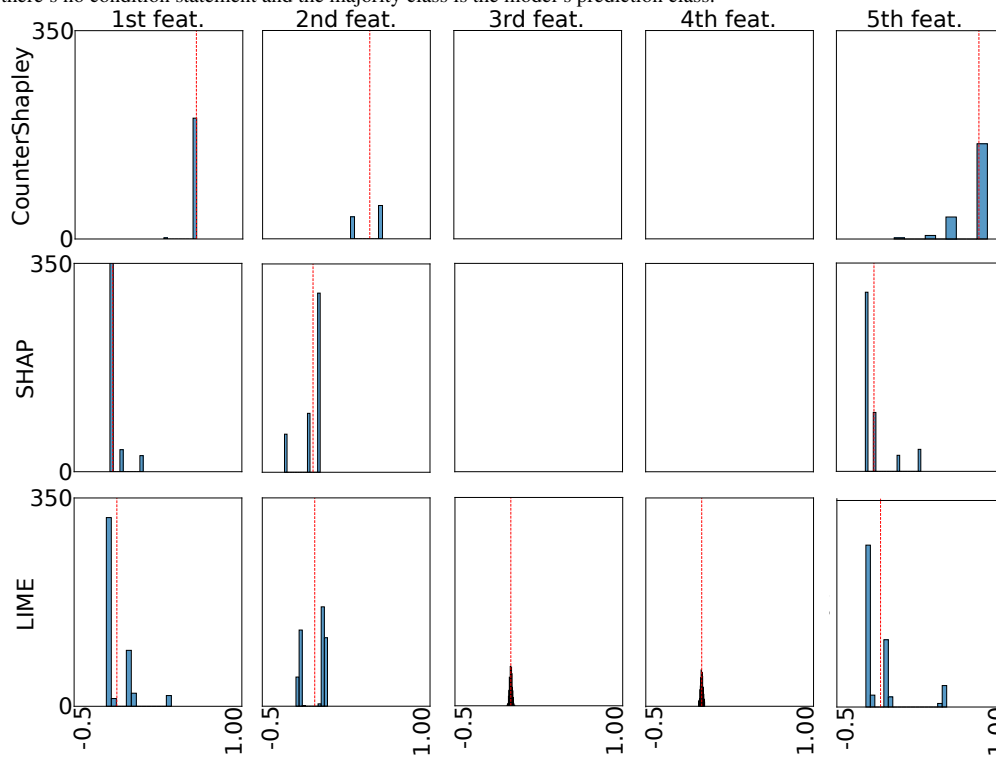 there's no condition statement and the majority class is the model's prediction class.
1st feat. 2nd feat. 3rd feat. 4th feat. 5th feat.
350
CounterShapley
0
350
SHAP
0
350
LIME
0
-0.5 1.00 -0.5 1.00 -0.5 1.00 -0.5 1.00 -0.5 1.00